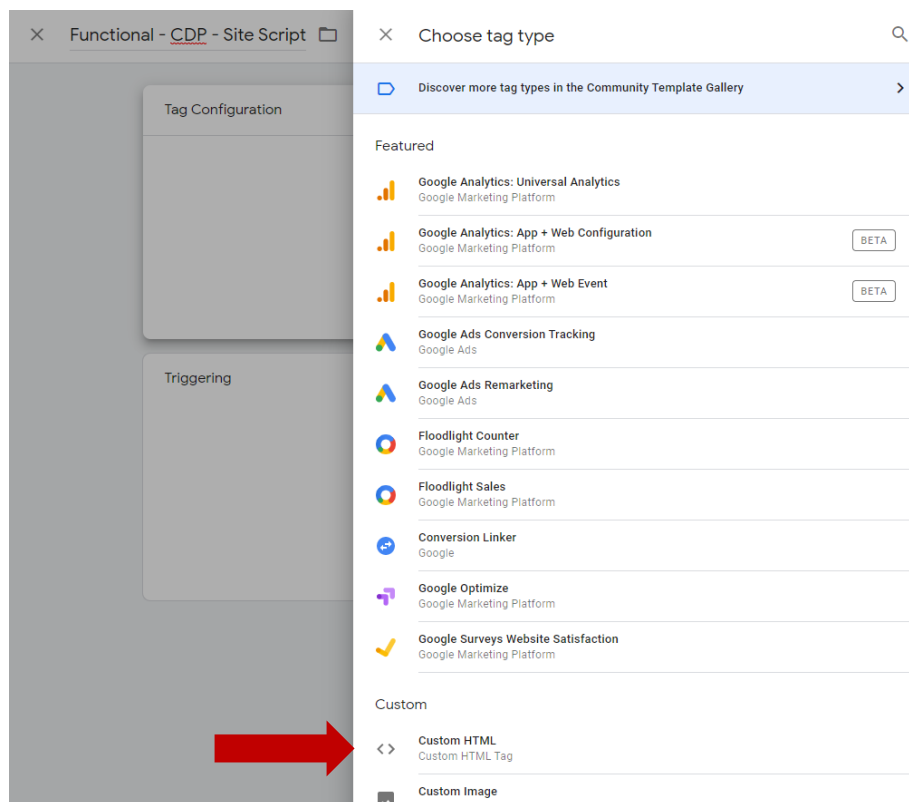 Functional - CDP - Site Script
Tag Configuration
Triggering
Choose tag type
Discover more tag types in the Community Template Gallery
Featured
Google Analytics: Universal Analytics
Google Marketing Platform
Google Analytics: App + Web Configuration
Google Marketing Platform
BETA
Google Analytics: App + Web Event
Google Marketing Platform
BETA
Google Ads Conversion Tracking
Google Ads
Google Ads Remarketing
Google Ads
Floodlight Counter
Google Marketing Platform
Floodlight Sales
Google Marketing Platform
Conversion Linker
Google
Google Optimize
Google Marketing Platform
Google Surveys Website Satisfaction
Google Marketing Platform
Custom
Custom HTML
Custom HTML Tag
Custom Image